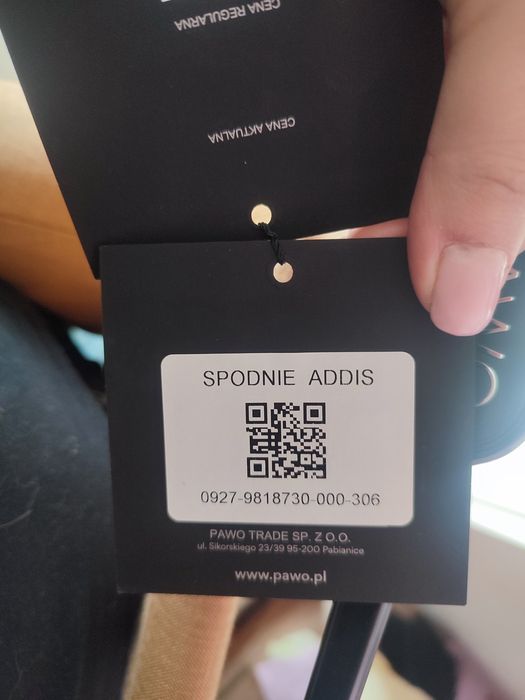 CENA REGULARNA
CENA AKTUALNA
SPODNIE ADDIS
0927-9818730-000-306
PAWO TRADE SP. Z O.O.
ul. Sikorskiego 23/39 95-200 Pabianice
www.pawo.pl